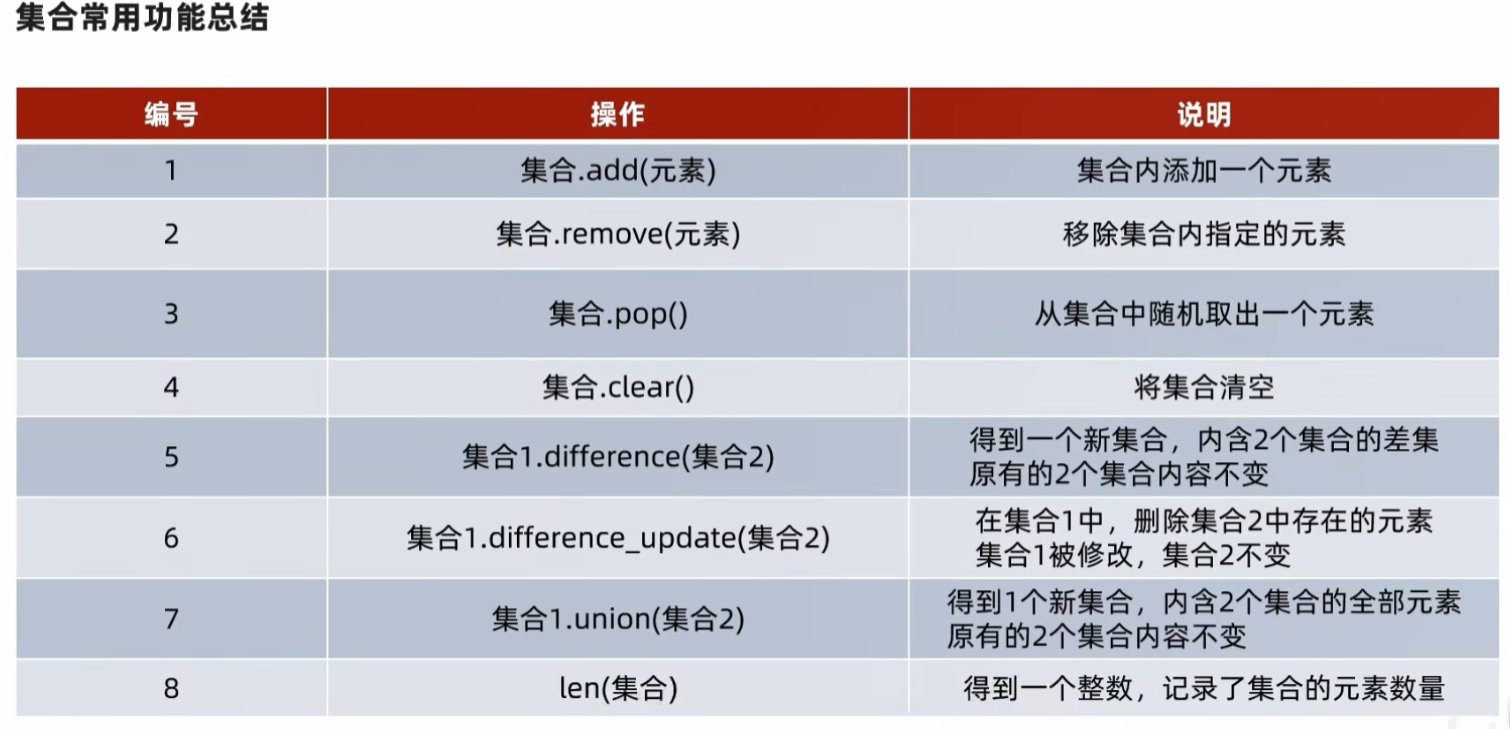 集合常用功能总结
编号 操作 说明
1 集合.add(元素) 集合内添加一个元素
2 集合.remove(元素) 移除集合内指定的元素
3 集合.pop() 从集合中随机取出一个元素
4 集合.clear() 将集合清空
5 集合1.difference(集合2) 得到一个新集合，内含2个集合的差集
原有的2个集合内容不变
6 集合1.difference_update(集合2) 在集合1中，删除集合2中存在的元素
集合1被修改，集合2不变
7 集合1.union(集合2) 得到1个新集合，内含2个集合的全部元素
原有的2个集合内容不变
8 len(集合) 得到一个整数，记录了集合的元素数量